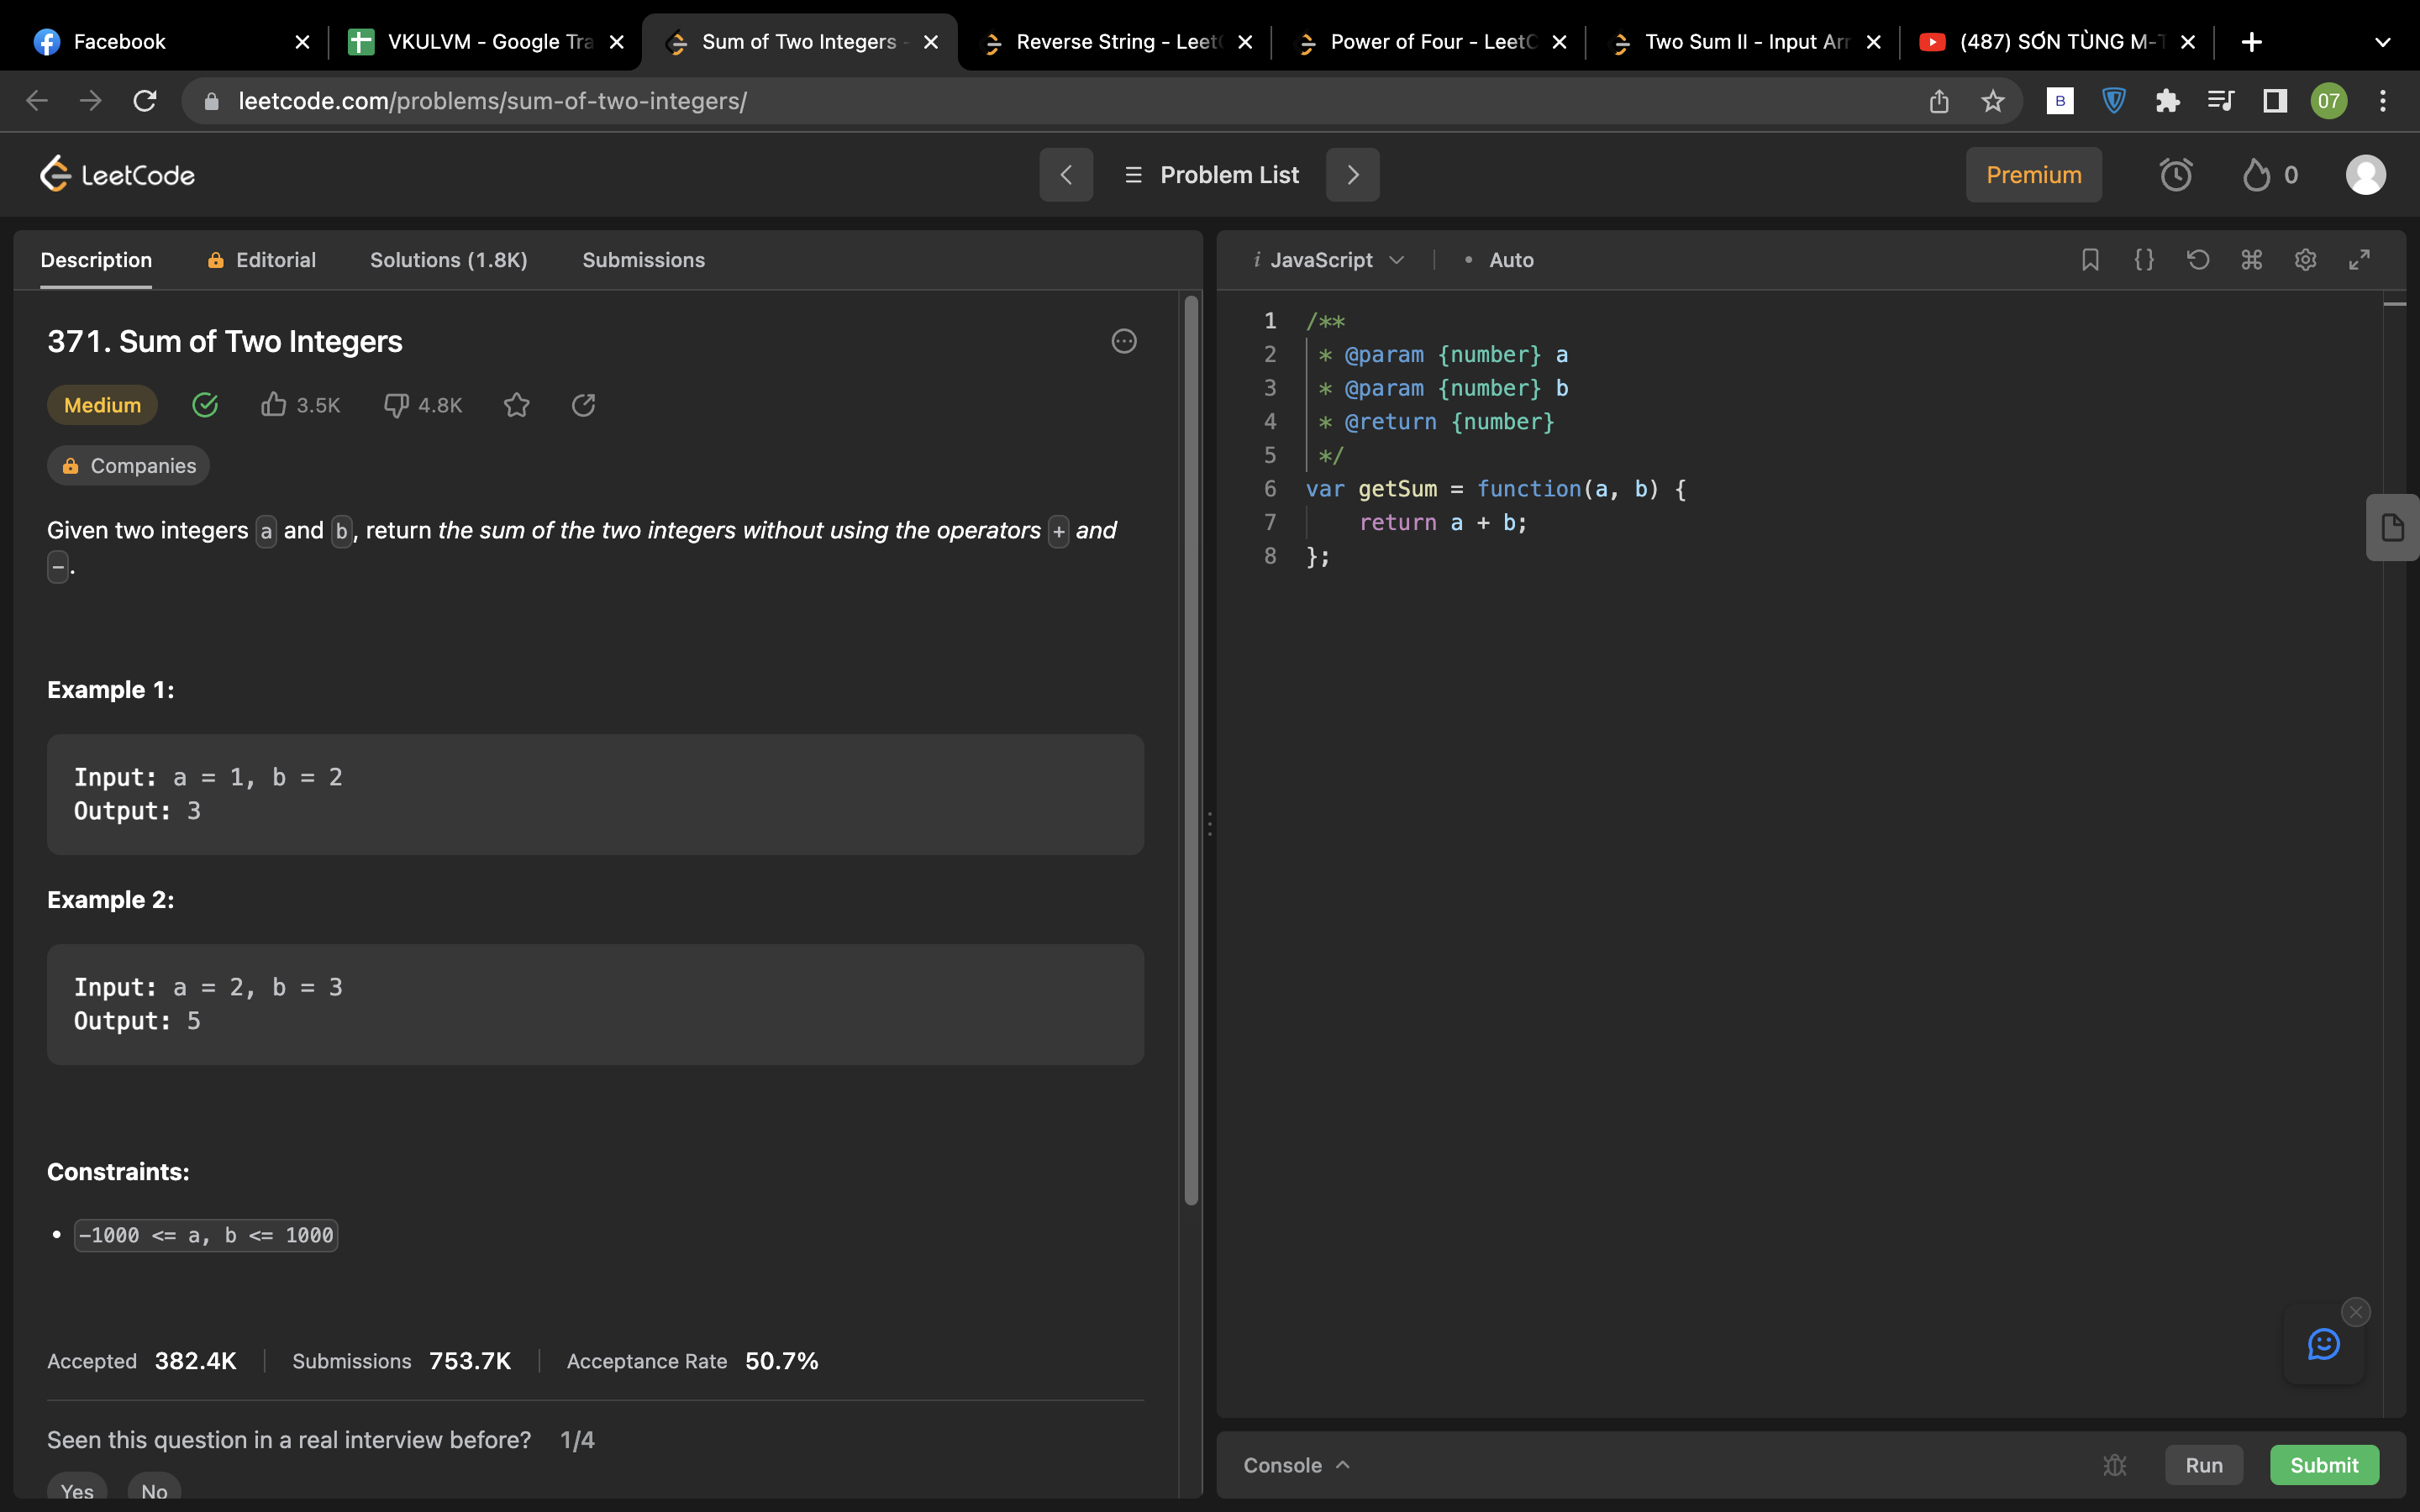 Facebook
VKULVM - Google Tra
Sum of Two Integers -
Reverse String - Leet
Power of Four - LeetC
Two Sum II - Input Arr
(487) SƠN TÙNG M-T
leetcode.com/problems/sum-of-two-integers/
B
07
LeetCode
Problem List
Premium
0
Description
Editorial
Solutions (1.8K)
Submissions
371. Sum of Two Integers
Medium
3.5K
4.8K
Companies
Given two integers a and b, return the sum of the two integers without using the operators + and
-.
Example 1:
Input: a = 1, b = 2
Output: 3
Example 2:
Input: a = 2, b = 3
Output: 5
Constraints:
• -1000 <= a, b <= 1000
Accepted 382.4K
Submissions 753.7K
Acceptance Rate 50.7%
Seen this question in a real interview before? 1/4
Yes
No
i JavaScript
• Auto
1 /**
2 * @param {number} a
3 * @param {number} b
4 * @return {number}
5 */
6 var getSum = function(a, b) {
7 return a + b;
8 };
Console
Run
Submit